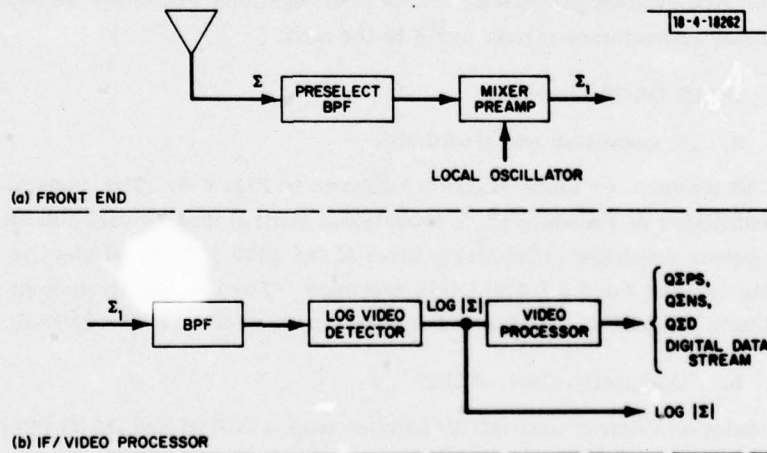 18-4-18262
Σ
PRESELECT
BPF
MIXER
PREAMP
Σ₁
LOCAL OSCILLATOR
(a) FRONT END
Σ₁
BPF
LOG VIDEO
DETECTOR
LOG |Σ|
VIDEO
PROCESSOR
QΣPS,
QΣNS,
QΣD
DIGITAL DATA
STREAM
LOG |Σ|
(b) IF/VIDEO PROCESSOR